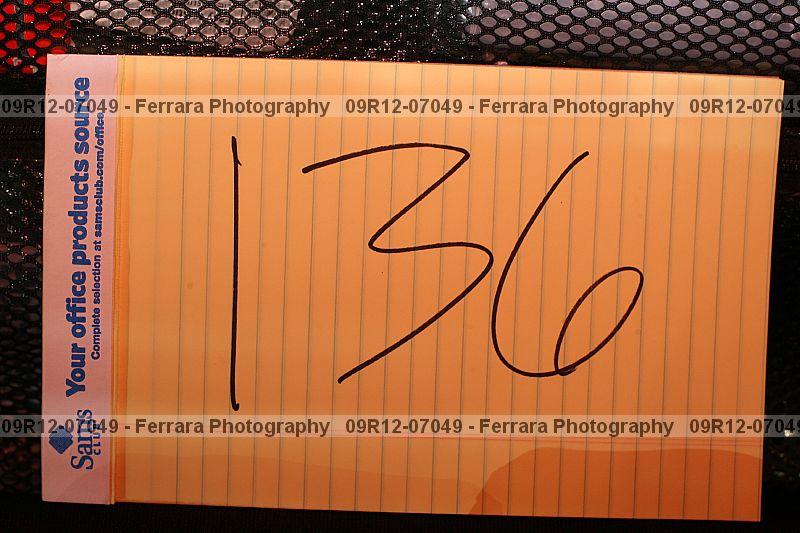 09R12-07049 - Ferrara Photography 09R12-07049 - Ferrara Photography 09R12-07049
136
Your office products source
Complete selection at samsclub.com/office
Sam's
CLUB
09R12-07049 - Ferrara Photography 09R12-07049 - Ferrara Photography 09R12-07049